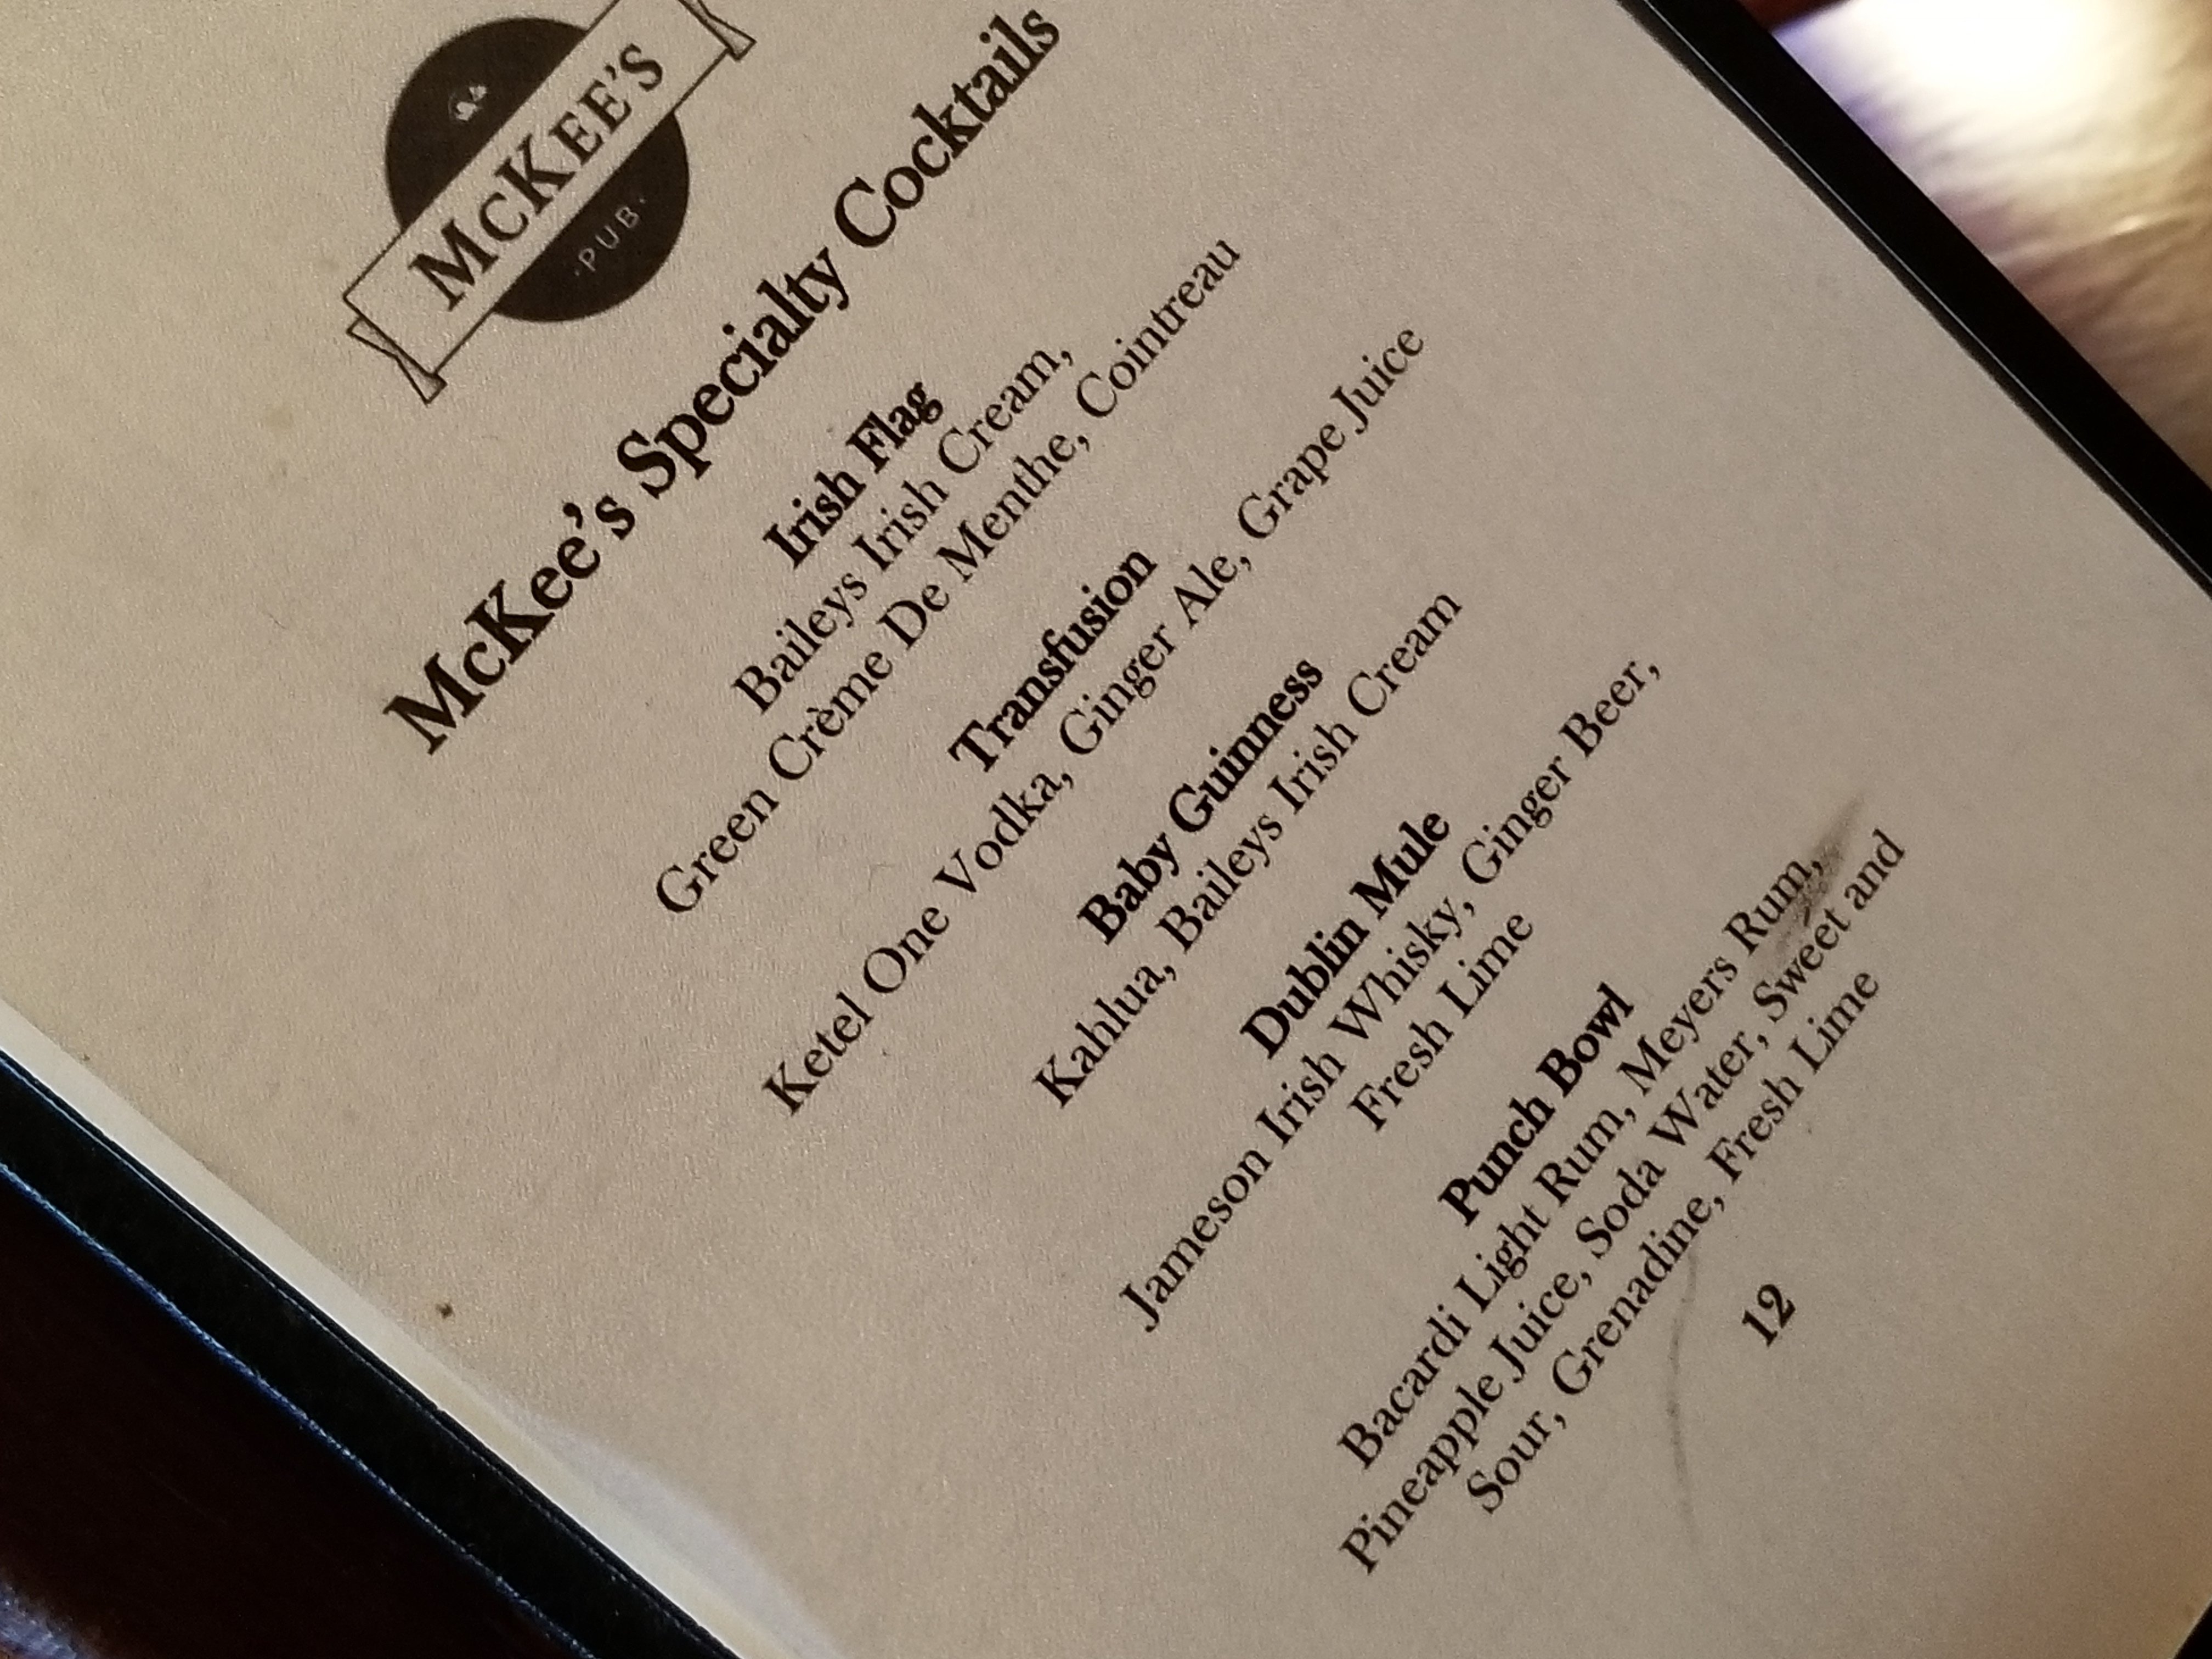 McKEE'S
·PUB·
McKee's Specialty Cocktails
Irish Flag
Baileys Irish Cream,
Green Crème De Menthe, Cointreau
Transfusion
Ketel One Vodka, Ginger Ale, Grape Juice
Baby Guinness
Kahlua, Baileys Irish Cream
Dublin Mule
Jameson Irish Whisky, Ginger Beer,
Fresh Lime
Punch Bowl
Bacardi Light Rum, Meyers Rum,
Pineapple Juice, Soda Water, Sweet and
Sour, Grenadine, Fresh Lime
12